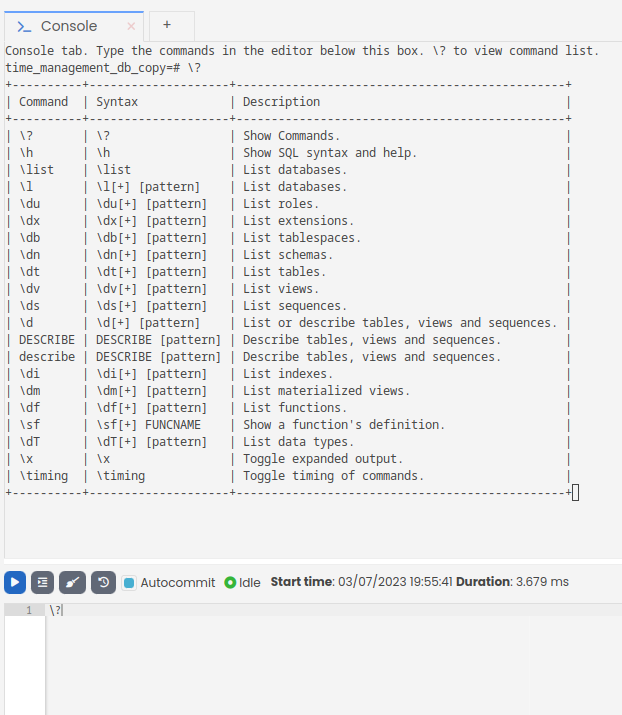 Console × +
Console tab. Type the commands in the editor below this box. \? to view command list.
time_management_db_copy=# \?
+----------+--------------------+------------------------------------------------+
| Command | Syntax | Description |
+----------+--------------------+------------------------------------------------+
| \? | \? | Show Commands. |
| \h | \h | Show SQL syntax and help. |
| \list | \list | List databases. |
| \l | \l[+] [pattern] | List databases. |
| \du | \du[+] [pattern] | List roles. |
| \dx | \dx[+] [pattern] | List extensions. |
| \db | \db[+] [pattern] | List tablespaces. |
| \dn | \dn[+] [pattern] | List schemas. |
| \dt | \dt[+] [pattern] | List tables. |
| \dv | \dv[+] [pattern] | List views. |
| \ds | \ds[+] [pattern] | List sequences. |
| \d | \d[+] [pattern] | List or describe tables, views and sequences. |
| DESCRIBE | DESCRIBE [pattern] | Describe tables, views and sequences. |
| describe | DESCRIBE [pattern] | Describe tables, views and sequences. |
| \di | \di[+] [pattern] | List indexes. |
| \dm | \dm[+] [pattern] | List materialized views. |
| \df | \df[+] [pattern] | List functions. |
| \sf | \sf[+] FUNCNAME | Show a function's definition. |
| \dT | \dT[+] [pattern] | List data types. |
| \x | \x | Toggle expanded output. |
| \timing | \timing | Toggle timing of commands. |
+----------+--------------------+------------------------------------------------+
Autocommit Idle Start time: 03/07/2023 19:55:41 Duration: 3.679 ms
1 \?